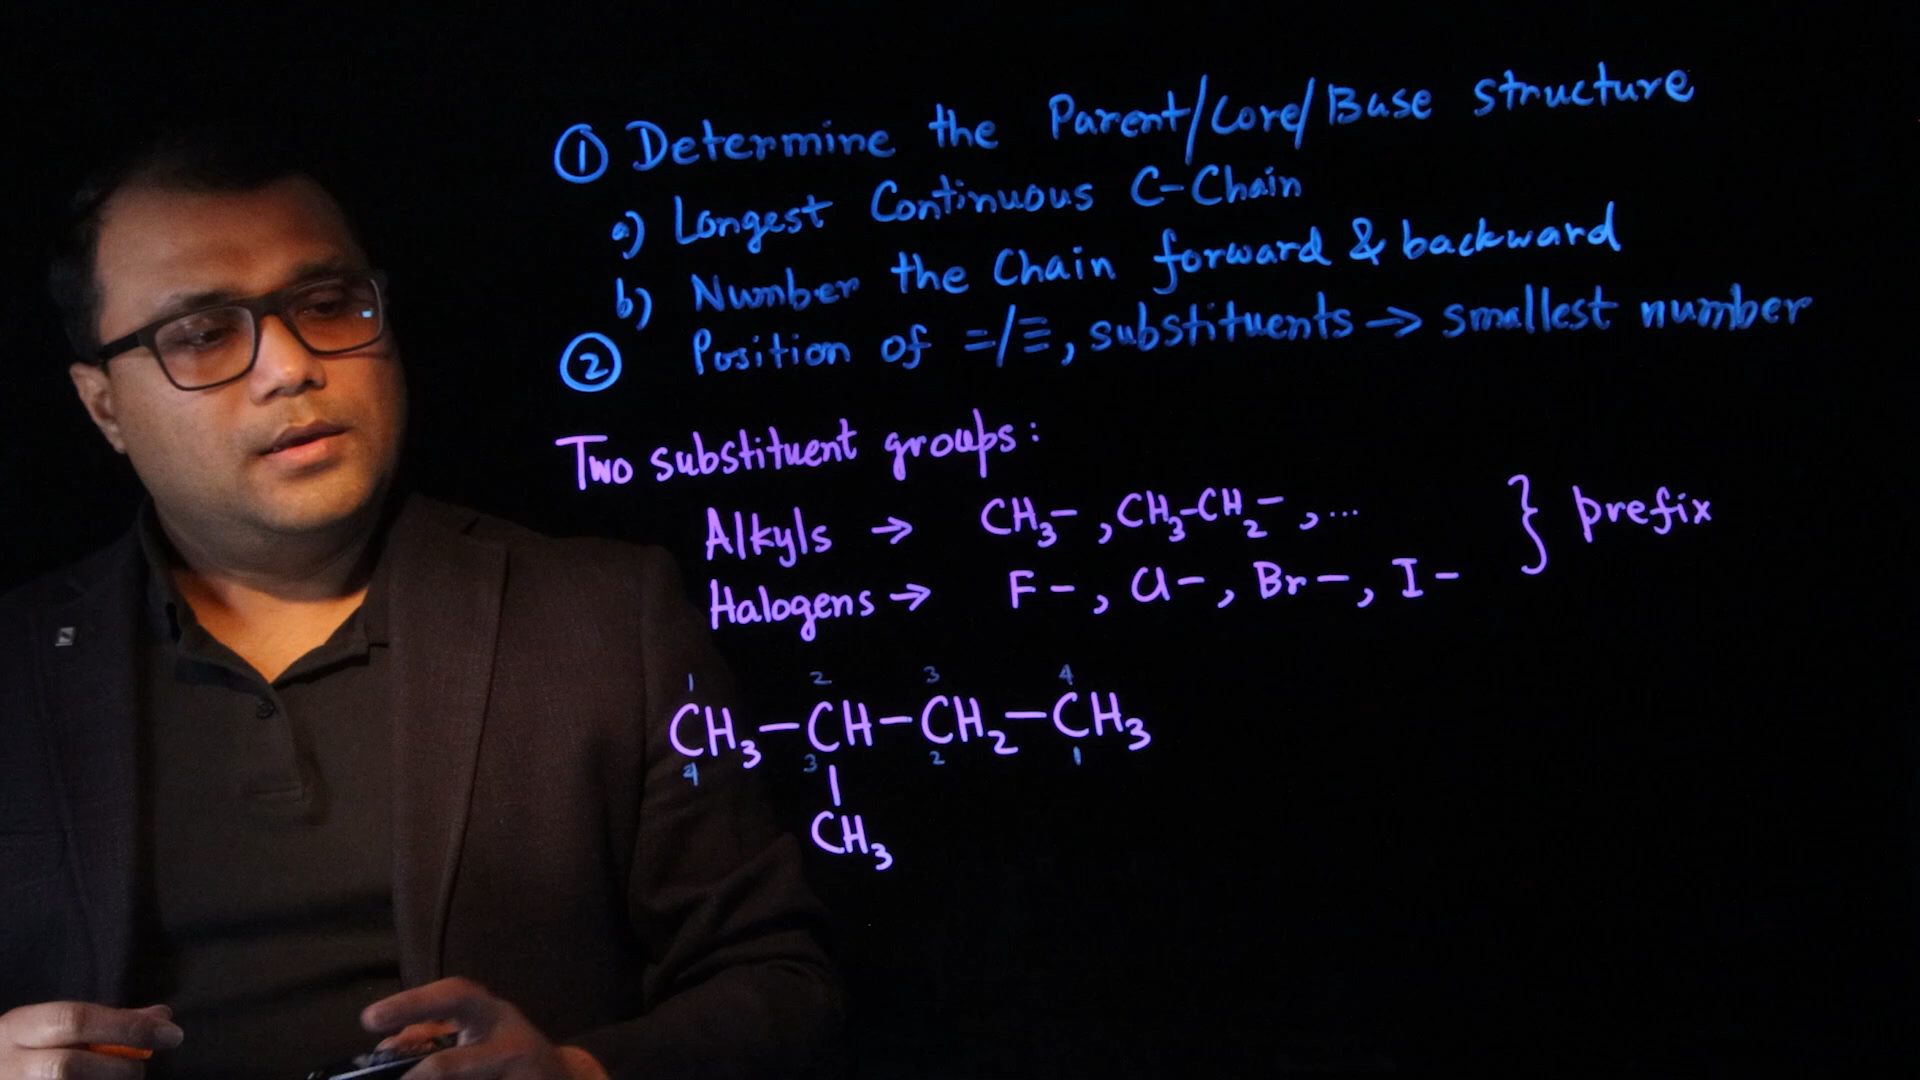 ① Determine the Parent/Core/Base structure
a) Longest Continuous C-Chain
b) Number the Chain forward & backward
② Position of =/≡, substituents → smallest number
Two substituent groups:
Alkyls → CH₃-, CH₃-CH₂-, ... } prefix
Halogens → F-, Cl-, Br-, I-
1 2 3 4
CH₃-CH-CH₂-CH₃
4 3 2 1
|
CH₃